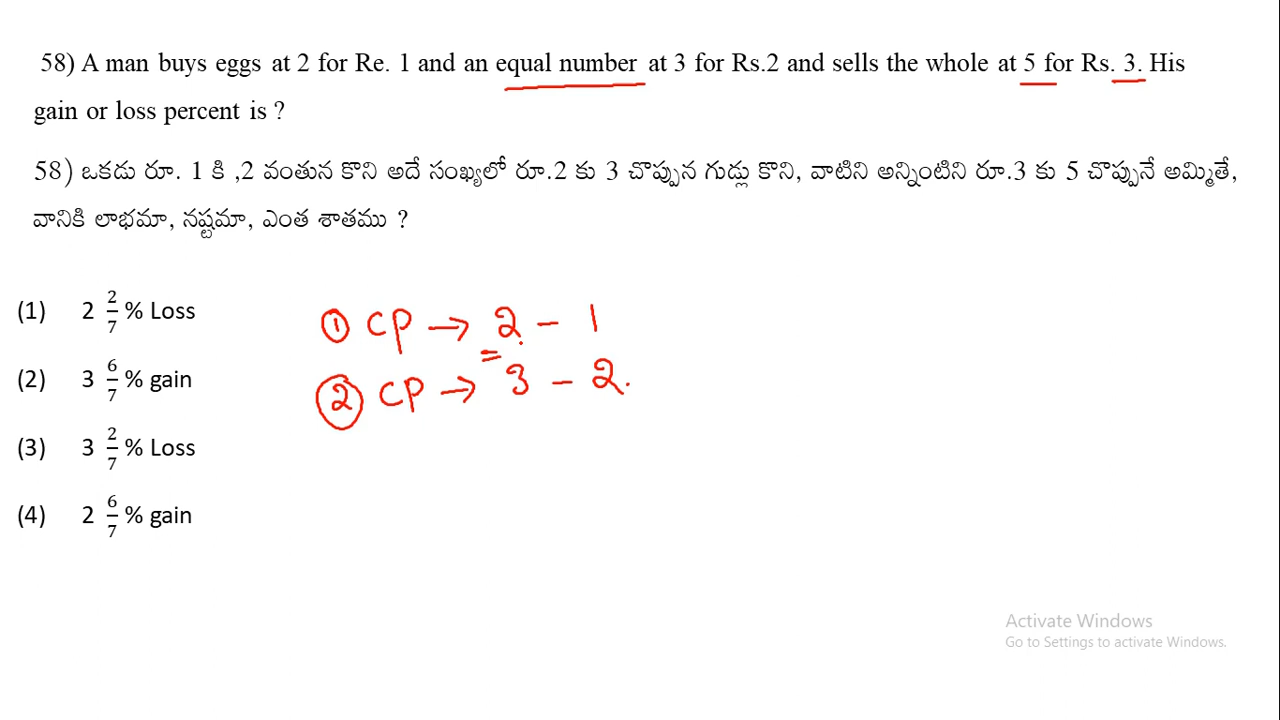 58) A man buys eggs at 2 for Re. 1 and an equal number at 3 for Rs.2 and sells the whole at 5 for Rs. 3. His
gain or loss percent is ?
58) ఒకడు రూ. 1 కి ,2 వంతున కొని అదే సంఖ్యలో రూ.2 కు 3 చొప్పున గుడ్లు కొని, వాటిని అన్నింటిని రూ.3 కు 5 చొప్పునే అమ్మితే,
వానికి లాభమా, నష్టమా, ఎంత శాతము ?
(1) 2 2/7 % Loss
(2) 3 6/7 % gain
(3) 3 2/7 % Loss
(4) 2 6/7 % gain
① CP → 2 – 1
=
② CP → 3 – 2.
Activate Windows
Go to Settings to activate Windows.